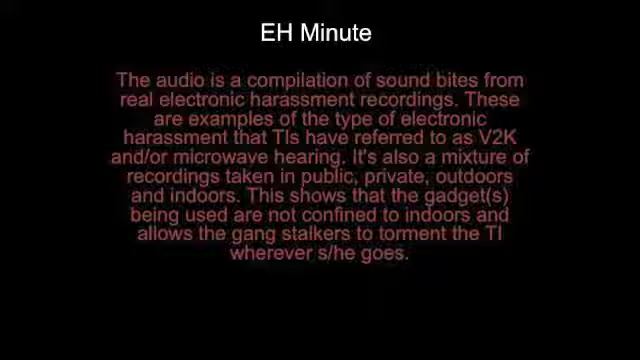 EH Minute
The audio is a compilation of sound bites from
real electronic harassment recordings. These
are examples of the type of electronic
harassment that TIs have referred to as V2K
and/or microwave hearing. It's also a mixture of
recordings taken in public, private, outdoors
and indoors. This shows that the gadget(s)
being used are not confined to indoors and
allows the gang stalkers to torment the TI
wherever s/he goes.